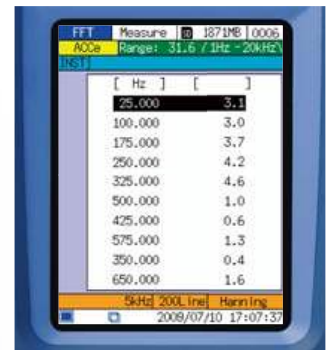 FFT Measure SD 1871MB 0006
ACCe Range: 31.6 / 1Hz - 20kHz
INST
[ Hz ] [ ]
25.000 3.1
100.000 3.0
175.000 3.7
250.000 4.2
325.000 4.6
500.000 1.0
425.000 0.6
575.000 1.3
350.000 0.4
650.000 1.6
5kHz 200Line Hanning
2009/07/10 17:07:37